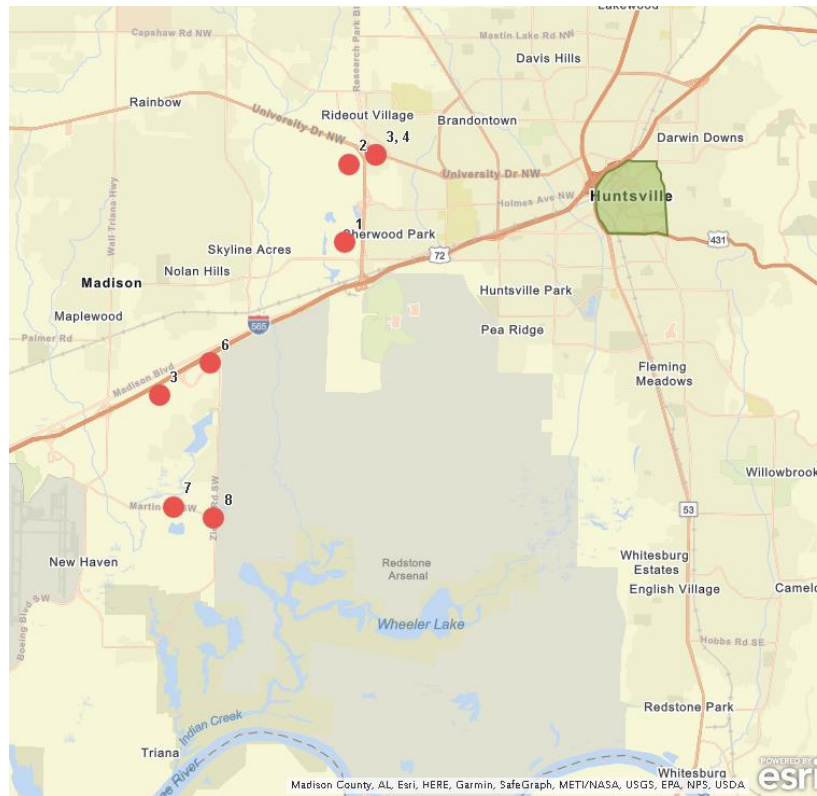 Lakewood
Capshaw Rd NW
Mastin Lake Rd NW
Research Park Bl
Davis Hills
Rainbow
Rideout Village
Brandontown
University Dr NW
3, 4
2
Darwin Downs
University Dr NW
Holmes Ave NW
Huntsville
Wall Triana Hwy
1
Sherwood Park
431
Skyline Acres
72
Nolan Hills
Madison
Huntsville Park
Maplewood
565
Pea Ridge
Palmer Rd
6
Fleming
Meadows
Madison Blvd
3
Willowbrook
7
8
Martin
SW
Rd SW
53
New Haven
Redstone
Arsenal
Whitesburg
Estates
English Village
Camelo
Boeing Blvd SW
Wheeler Lake
Hobbs Rd SE
Redstone Park
Indian Creek
Triana
ee River
Whitesburg
POWERED BY
esri
Madison County, AL, Esri, HERE, Garmin, SafeGraph, METI/NASA, USGS, EPA, NPS, USDA